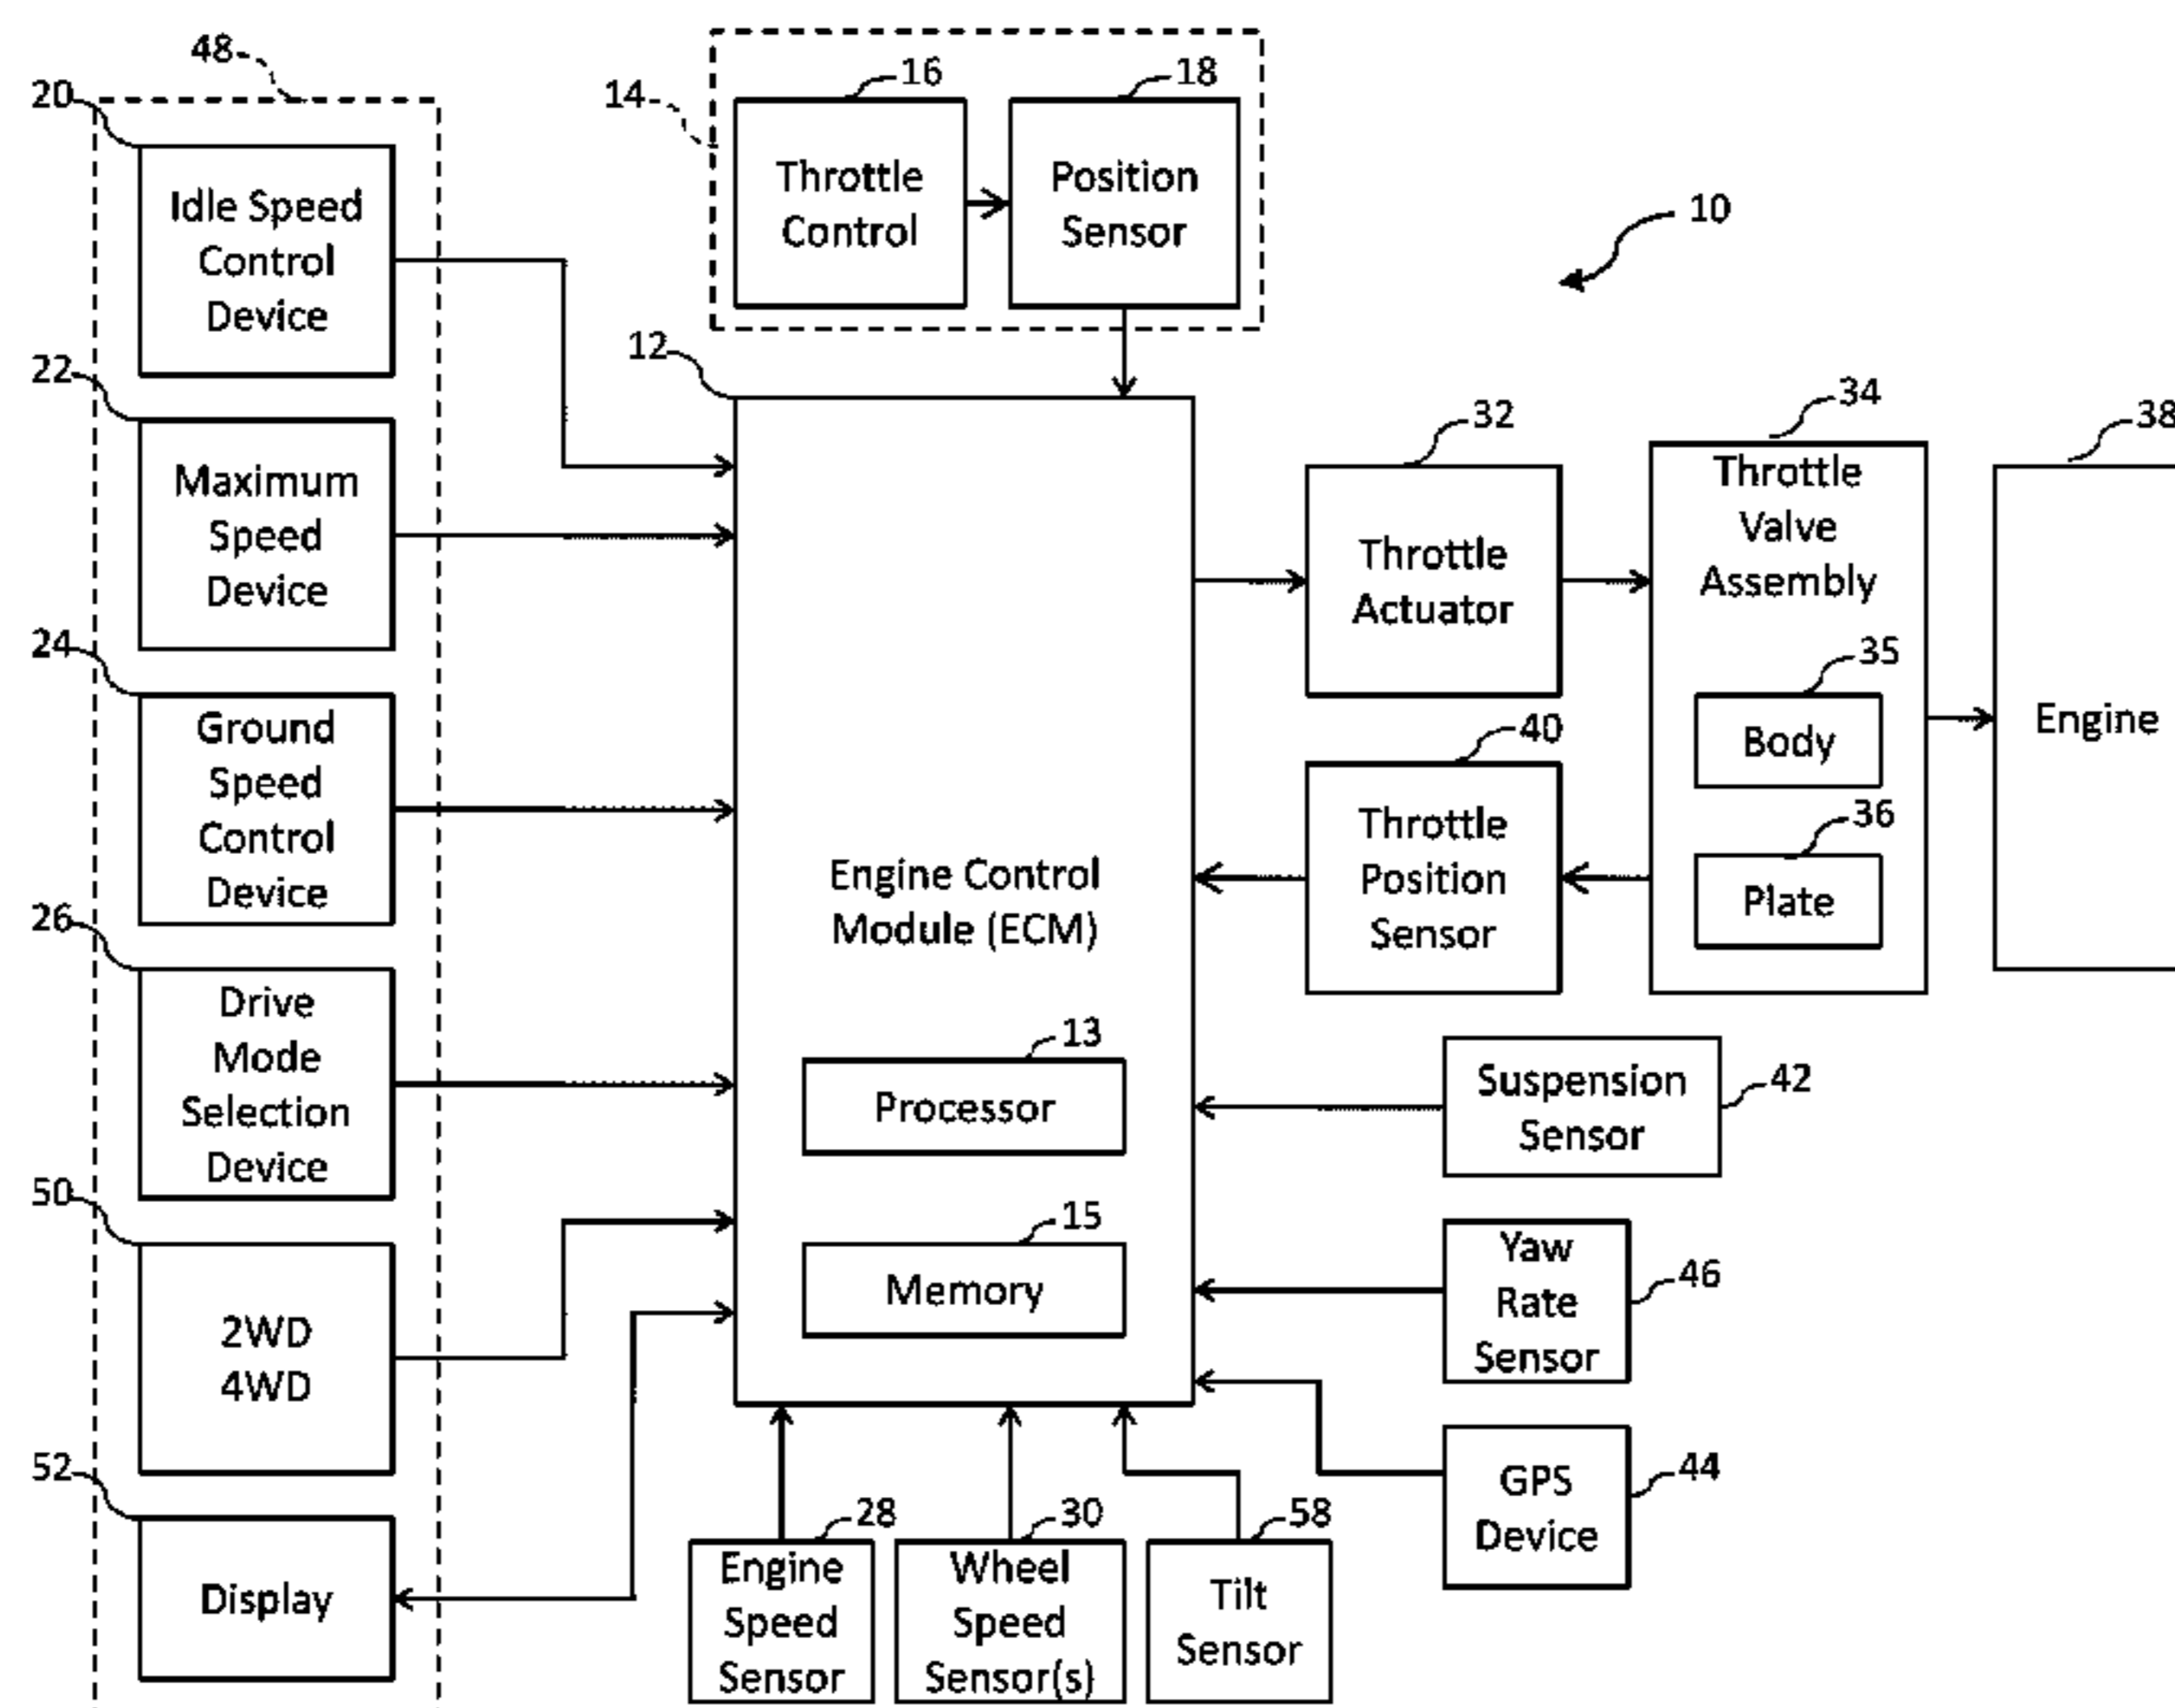 48
20
Idle Speed
Control
Device
22
Maximum
Speed
Device
24
Ground
Speed
Control
Device
26
Drive
Mode
Selection
Device
50
2WD
4WD
52
Display
14
16
Throttle
Control
18
Position
Sensor
10
12
Engine Control
Module (ECM)
13
Processor
15
Memory
32
Throttle
Actuator
34
Throttle
Valve
Assembly
35
Body
36
Plate
38
Engine
40
Throttle
Position
Sensor
42
Suspension
Sensor
46
Yaw
Rate
Sensor
44
GPS
Device
28
Engine
Speed
Sensor
30
Wheel
Speed
Sensor(s)
58
Tilt
Sensor